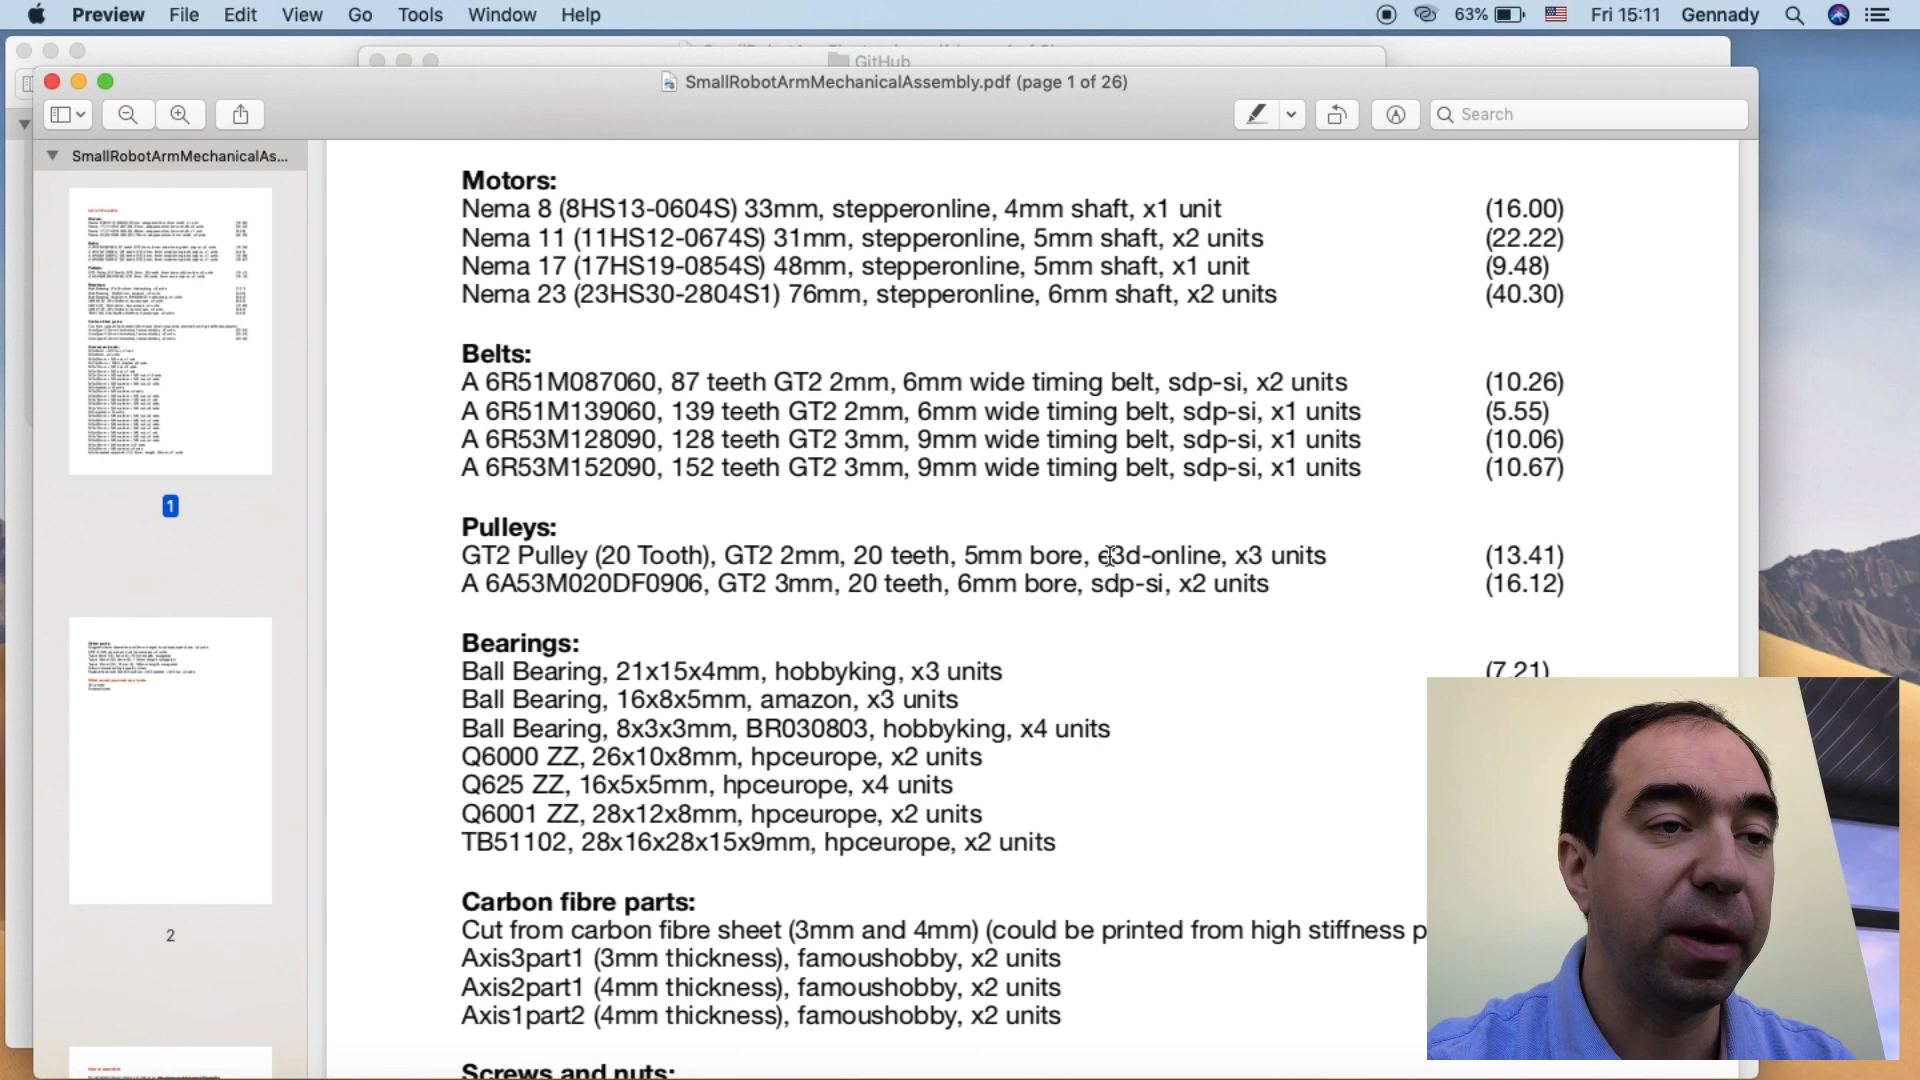 Preview File Edit View Go Tools Window Help
63% Fri 15:11 Gennady
GitHub
SmallRobotArmMechanicalAssembly.pdf (page 1 of 26)
Search
SmallRobotArmMechanicalAs...
1
2
Motors:
Nema 8 (8HS13-0604S) 33mm, stepperonline, 4mm shaft, x1 unit (16.00)
Nema 11 (11HS12-0674S) 31mm, stepperonline, 5mm shaft, x2 units (22.22)
Nema 17 (17HS19-0854S) 48mm, stepperonline, 5mm shaft, x1 unit (9.48)
Nema 23 (23HS30-2804S1) 76mm, stepperonline, 6mm shaft, x2 units (40.30)
Belts:
A 6R51M087060, 87 teeth GT2 2mm, 6mm wide timing belt, sdp-si, x2 units (10.26)
A 6R51M139060, 139 teeth GT2 2mm, 6mm wide timing belt, sdp-si, x1 units (5.55)
A 6R53M128090, 128 teeth GT2 3mm, 9mm wide timing belt, sdp-si, x1 units (10.06)
A 6R53M152090, 152 teeth GT2 3mm, 9mm wide timing belt, sdp-si, x1 units (10.67)
Pulleys:
GT2 Pulley (20 Tooth), GT2 2mm, 20 teeth, 5mm bore, e3d-online, x3 units (13.41)
A 6A53M020DF0906, GT2 3mm, 20 teeth, 6mm bore, sdp-si, x2 units (16.12)
Bearings:
Ball Bearing, 21x15x4mm, hobbyking, x3 units (7.21)
Ball Bearing, 16x8x5mm, amazon, x3 units
Ball Bearing, 8x3x3mm, BR030803, hobbyking, x4 units
Q6000 ZZ, 26x10x8mm, hpceurope, x2 units
Q625 ZZ, 16x5x5mm, hpceurope, x4 units
Q6001 ZZ, 28x12x8mm, hpceurope, x2 units
TB51102, 28x16x28x15x9mm, hpceurope, x2 units
Carbon fibre parts:
Cut from carbon fibre sheet (3mm and 4mm) (could be printed from high stiffness p
Axis3part1 (3mm thickness), famoushobby, x2 units
Axis2part1 (4mm thickness), famoushobby, x2 units
Axis1part2 (4mm thickness), famoushobby, x2 units
Screws and nuts: